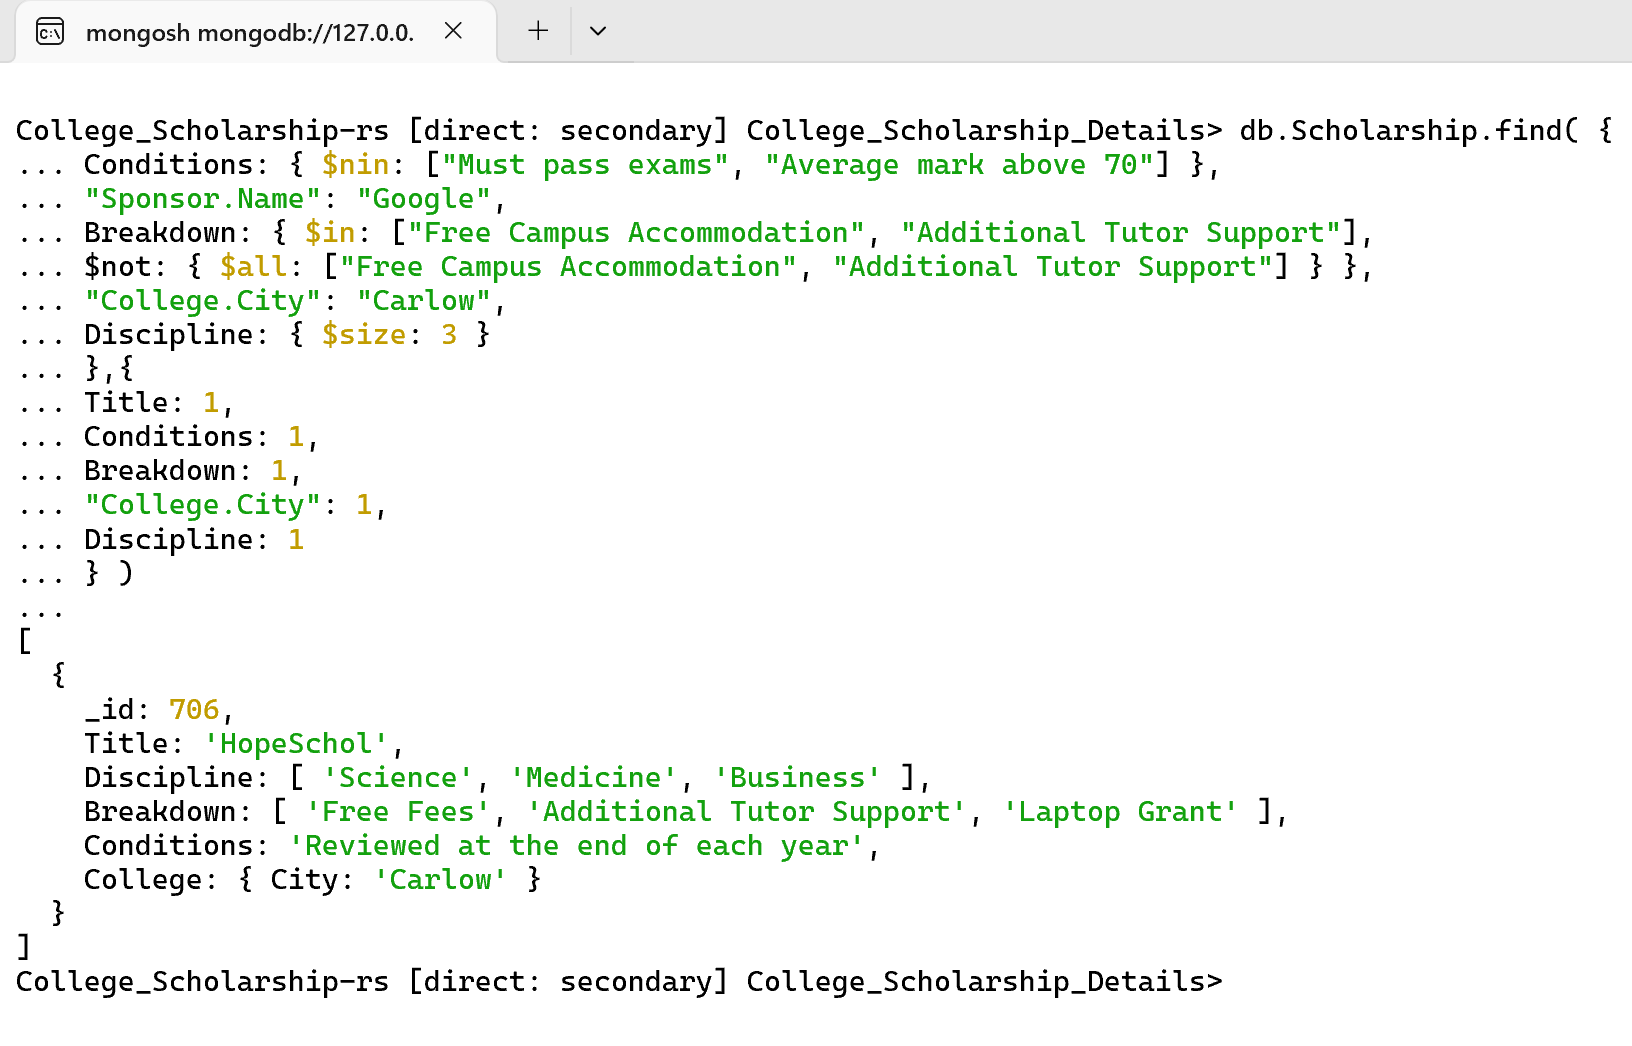 mongosh mongodb://127.0.0.
College_Scholarship-rs [direct: secondary] College_Scholarship_Details> db.Scholarship.find( {
... Conditions: { $nin: ["Must pass exams", "Average mark above 70"] },
... "Sponsor.Name": "Google",
... Breakdown: { $in: ["Free Campus Accommodation", "Additional Tutor Support"],
... $not: { $all: ["Free Campus Accommodation", "Additional Tutor Support"] } },
... "College.City": "Carlow",
... Discipline: { $size: 3 }
... },{
... Title: 1,
... Conditions: 1,
... Breakdown: 1,
... "College.City": 1,
... Discipline: 1
... } )
...
[
  {
    _id: 706,
    Title: 'HopeSchol',
    Discipline: [ 'Science', 'Medicine', 'Business' ],
    Breakdown: [ 'Free Fees', 'Additional Tutor Support', 'Laptop Grant' ],
    Conditions: 'Reviewed at the end of each year',
    College: { City: 'Carlow' }
  }
]
College_Scholarship-rs [direct: secondary] College_Scholarship_Details>